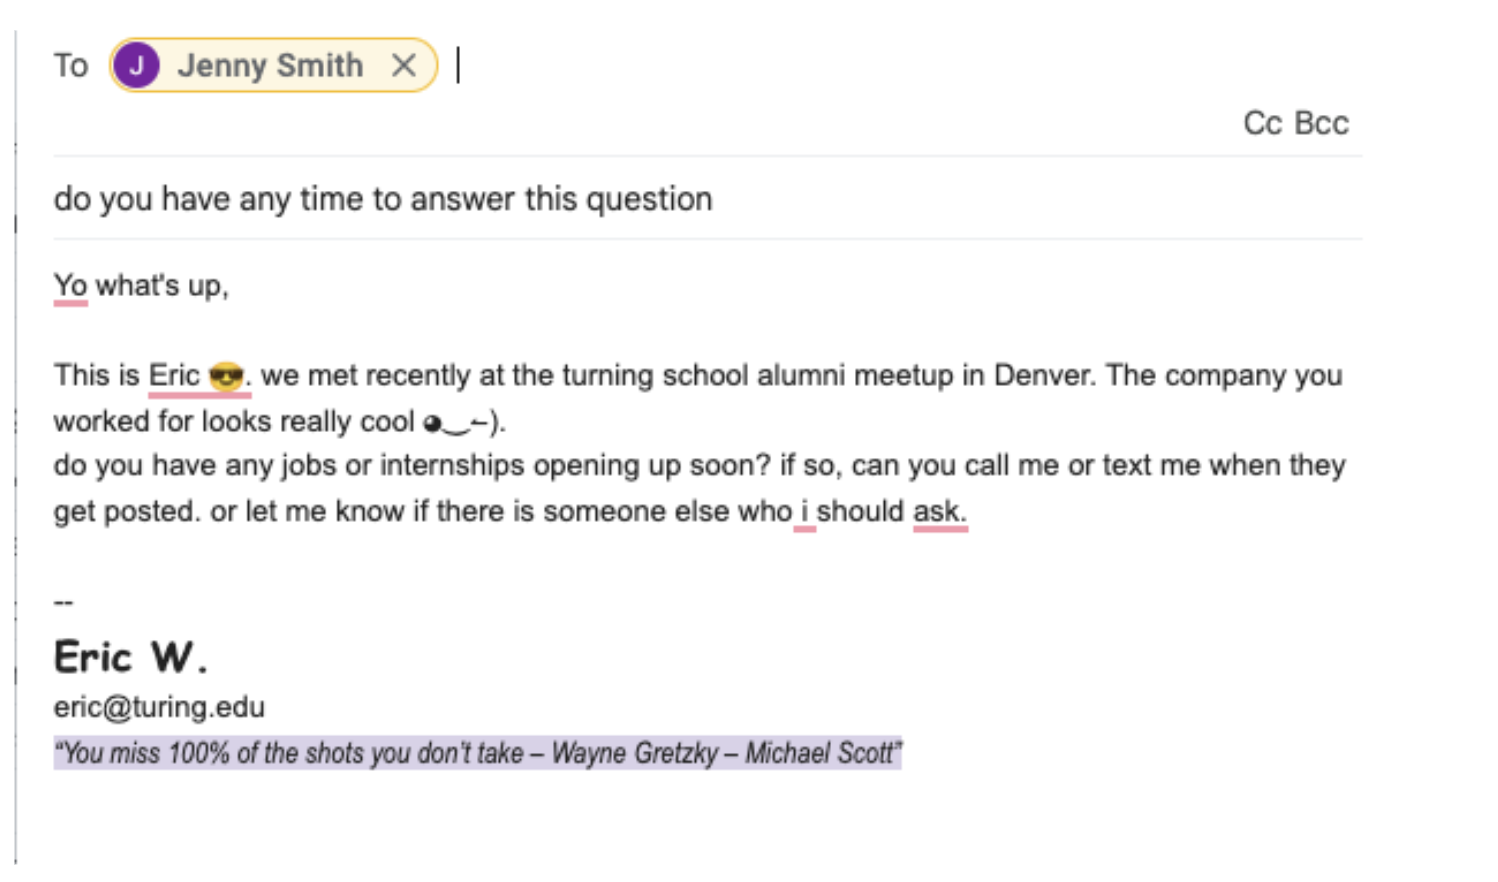 To J Jenny Smith ×
Cc Bcc
do you have any time to answer this question
Yo what's up,
This is Eric 😎. we met recently at the turning school alumni meetup in Denver. The company you
worked for looks really cool ◕‿↼).
do you have any jobs or internships opening up soon? if so, can you call me or text me when they
get posted. or let me know if there is someone else who i should ask.
--
Eric W.
eric@turing.edu
“You miss 100% of the shots you don’t take – Wayne Gretzky – Michael Scott”